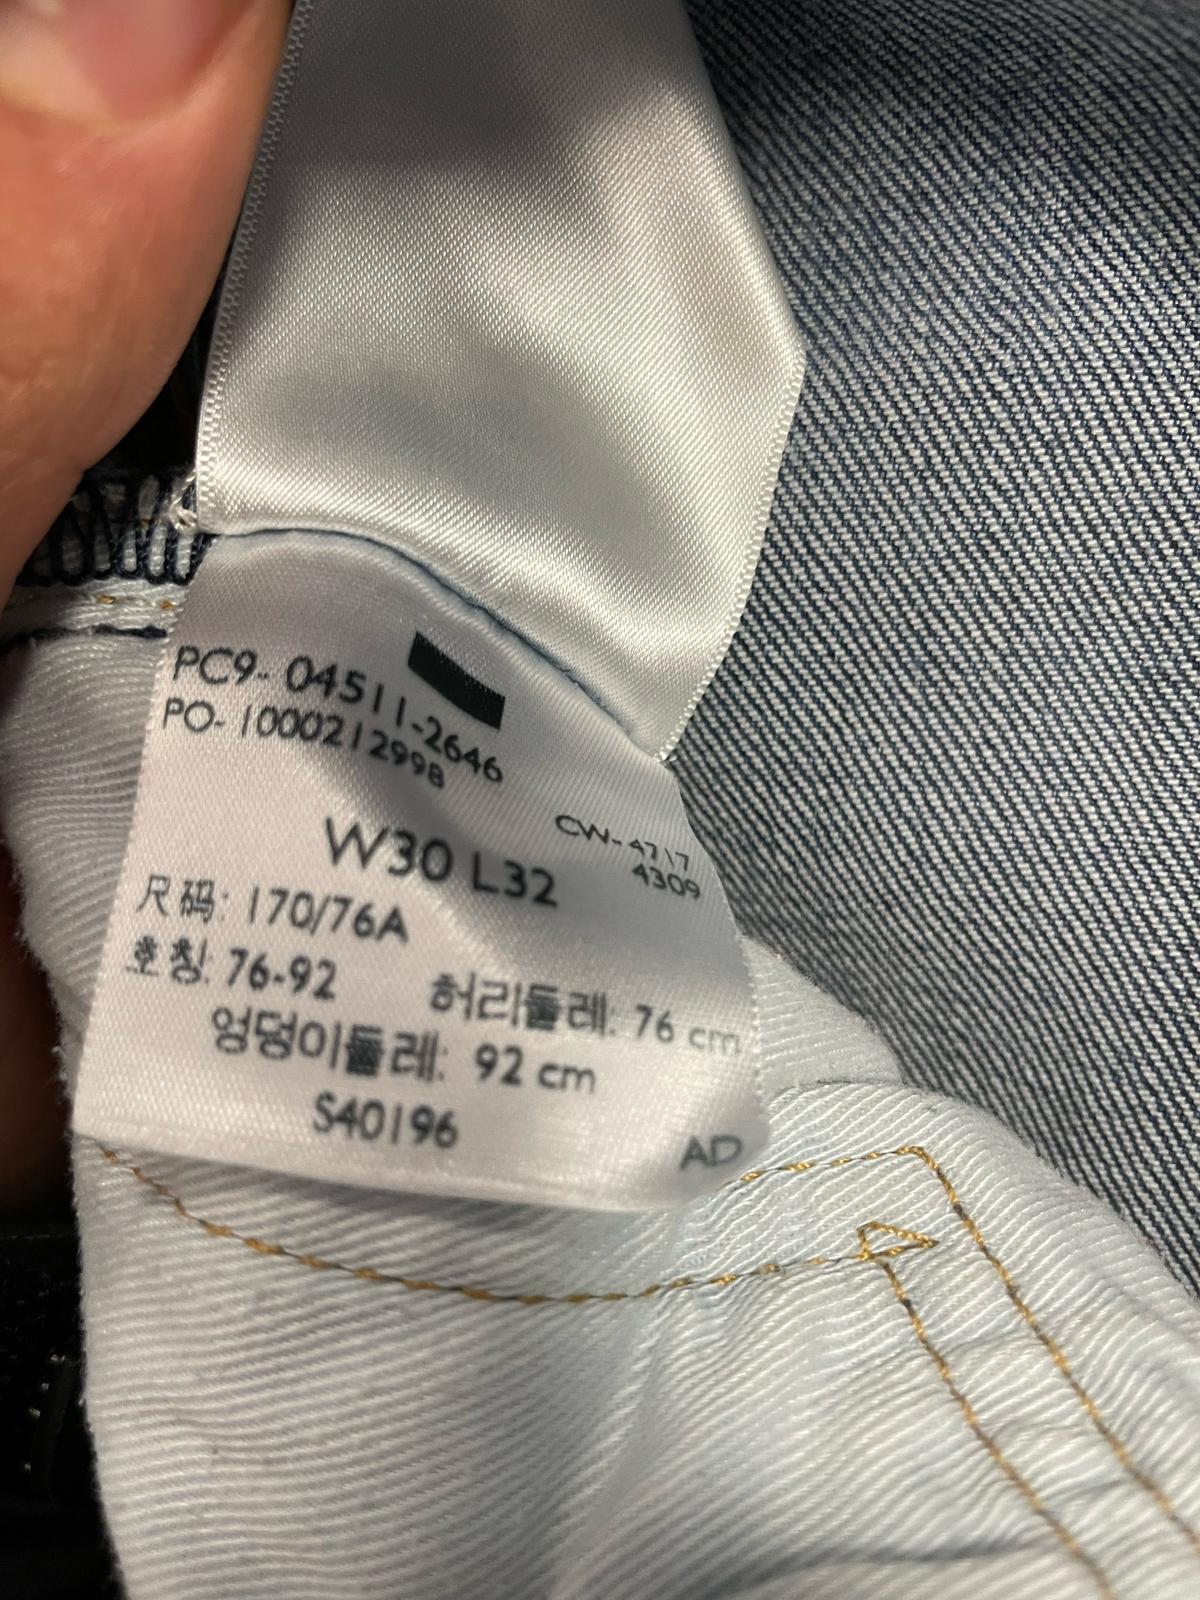 PC9- 04511-2646
PO- 1000212998
CW- 4717
4309
W30 L32
尺码: 170/76A
호칭: 76-92 허리둘레: 76 cm
엉덩이둘레: 92 cm
S40196
AD